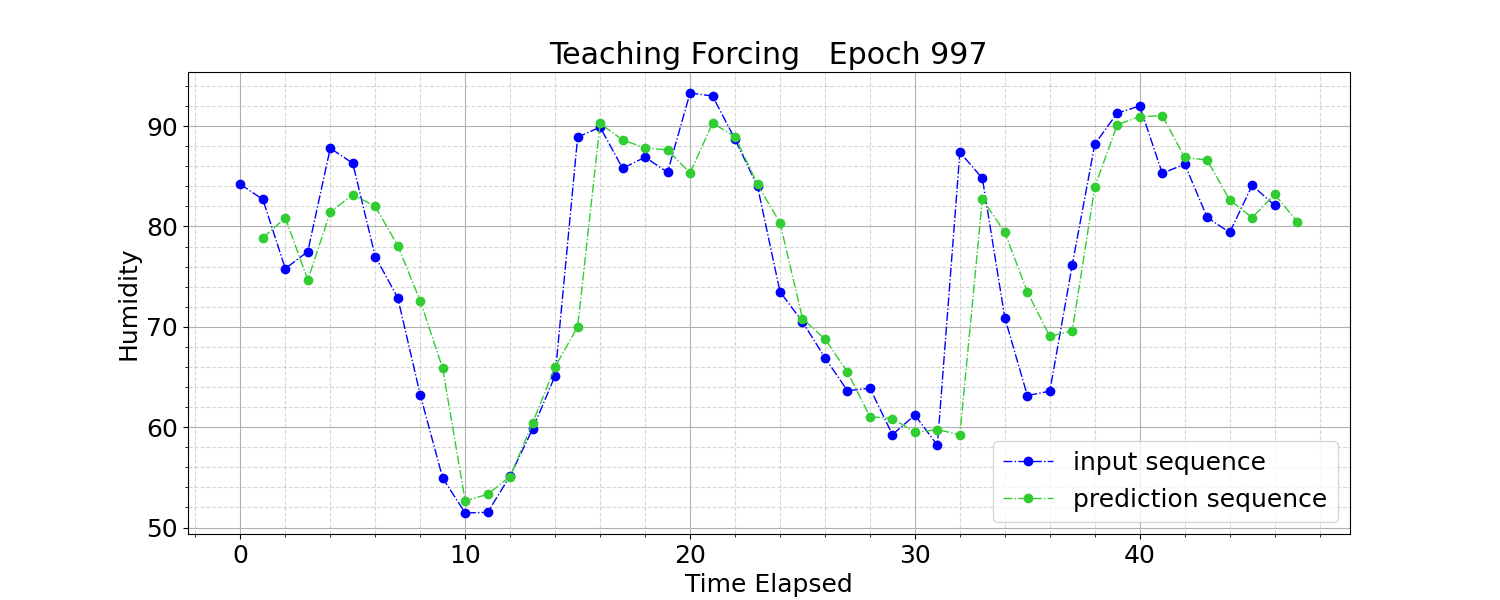 Teaching Forcing   Epoch 997
90
80
70
60
50
Humidity
0 10 20 30 40
Time Elapsed
input sequence
prediction sequence